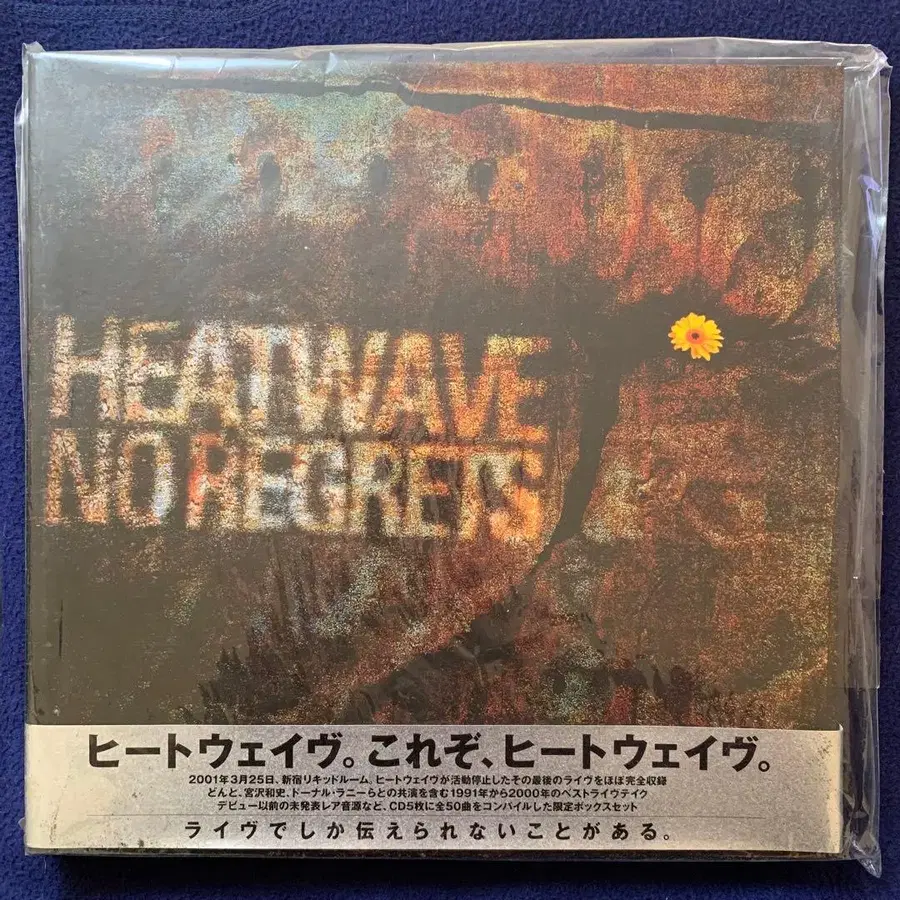 HEATWAVE
NO REGRETS
ヒートウェイヴ。これぞ、ヒートウェイヴ。
2001年3月25日、新宿リキッドルーム。ヒートウェイヴが活動停止したその最後のライヴをほぼ完全収録
どんと、宮沢和史、ドーナル・ラニーらとの共演を含む1991年から2000年のベストライヴテイク
デビュー以前の未発表レア音源など、CD5枚に全50曲をコンパイルした限定ボックスセット
ライヴでしか伝えられないことがある。